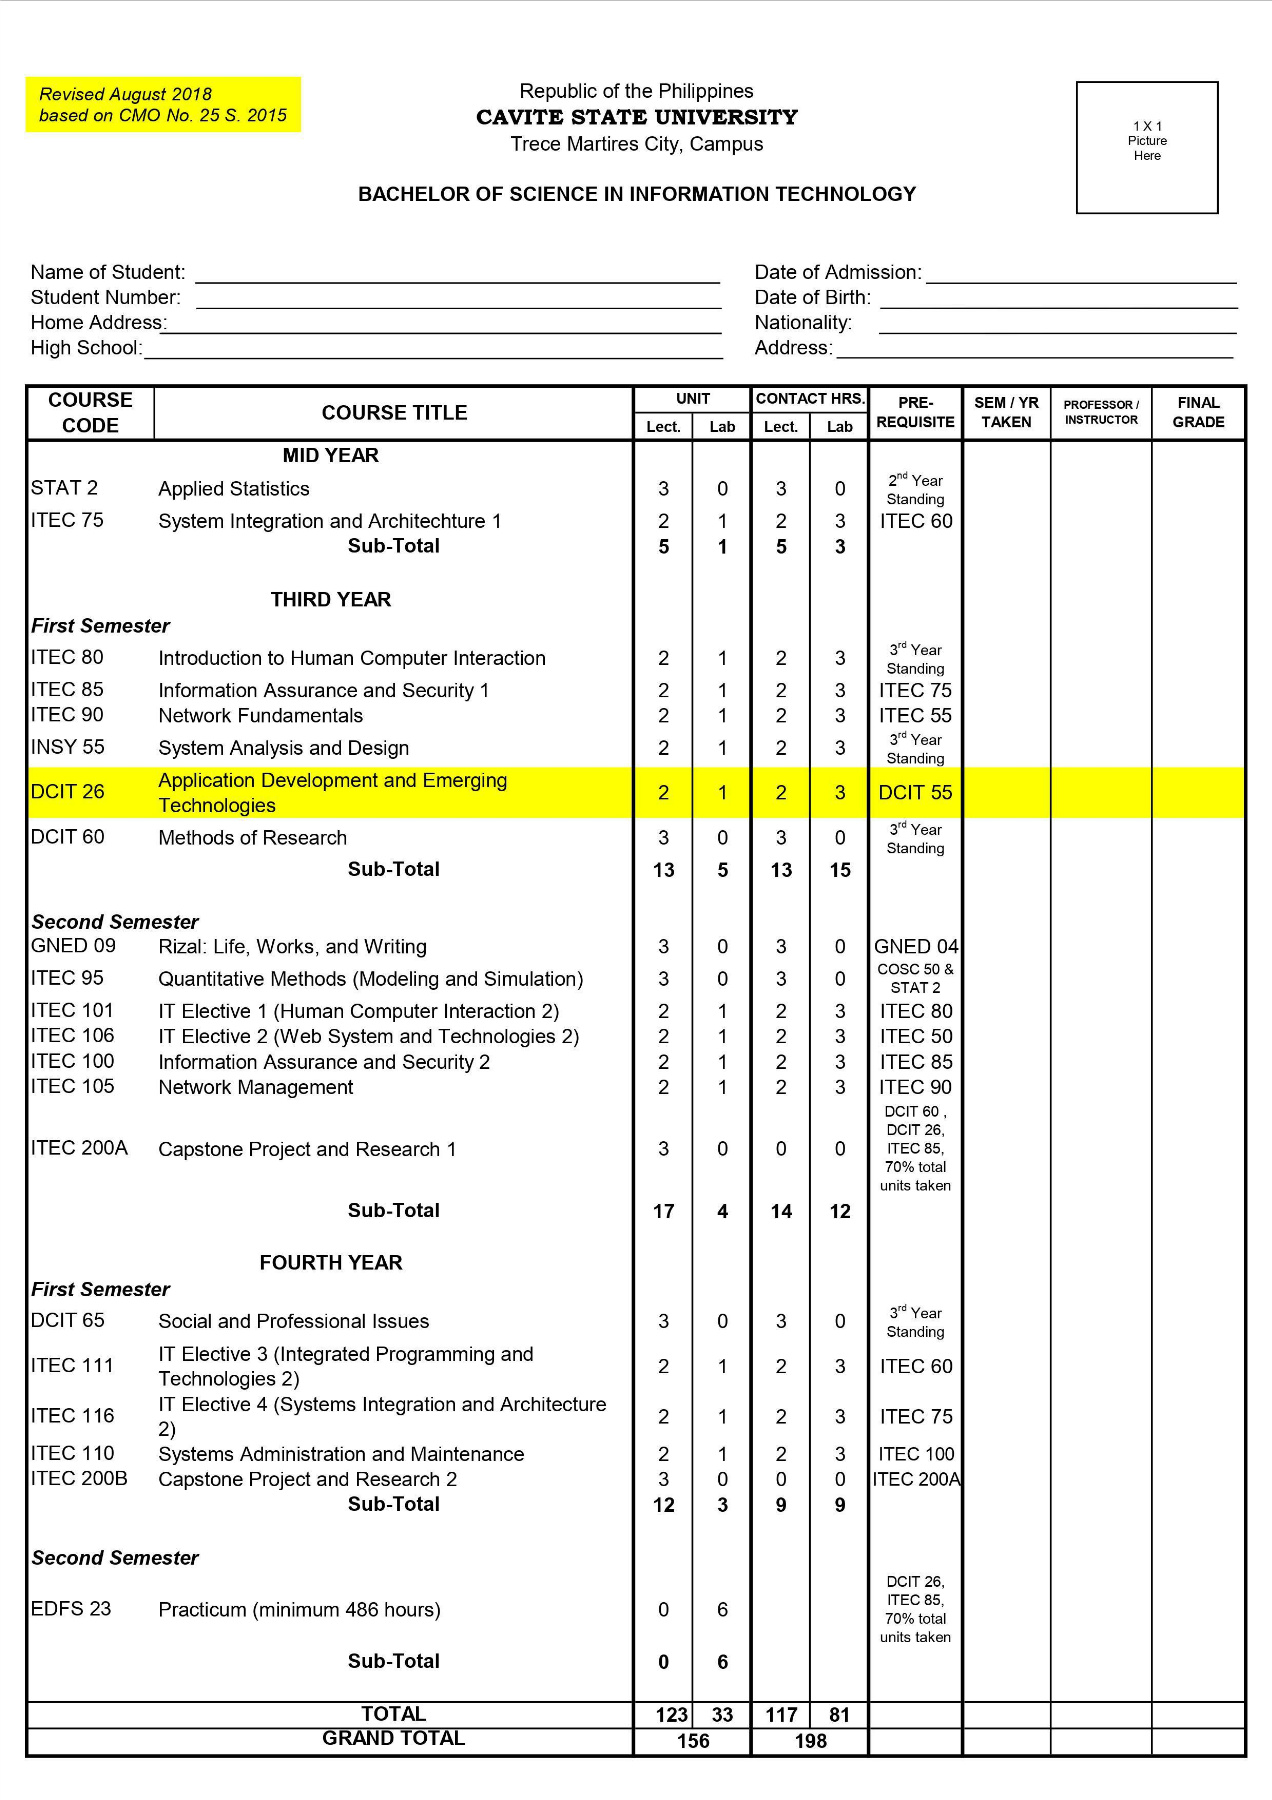 Revised August 2018
based on CMO No. 25 S. 2015
Republic of the Philippines
CAVITE STATE UNIVERSITY
Trece Martires City, Campus
BACHELOR OF SCIENCE IN INFORMATION TECHNOLOGY
1 X 1
Picture
Here
Name of Student:
Date of Admission:
Student Number:
Date of Birth:
Home Address:
Nationality:
High School:
Address:
COURSE CODE COURSE TITLE UNIT CONTACT HRS. PRE-REQUISITE SEM / YR TAKEN PROFESSOR / INSTRUCTOR FINAL GRADE
Lect. Lab Lect. Lab
MID YEAR
STAT 2 Applied Statistics 3 0 3 0 2nd Year Standing
ITEC 75 System Integration and Architechture 1 2 1 2 3 ITEC 60
Sub-Total 5 1 5 3
THIRD YEAR
First Semester
ITEC 80 Introduction to Human Computer Interaction 2 1 2 3 3rd Year Standing
ITEC 85 Information Assurance and Security 1 2 1 2 3 ITEC 75
ITEC 90 Network Fundamentals 2 1 2 3 ITEC 55
INSY 55 System Analysis and Design 2 1 2 3 3rd Year Standing
DCIT 26 Application Development and Emerging Technologies 2 1 2 3 DCIT 55
DCIT 60 Methods of Research 3 0 3 0 3rd Year Standing
Sub-Total 13 5 13 15
Second Semester
GNED 09 Rizal: Life, Works, and Writing 3 0 3 0 GNED 04
ITEC 95 Quantitative Methods (Modeling and Simulation) 3 0 3 0 COSC 50 & STAT 2
ITEC 101 IT Elective 1 (Human Computer Interaction 2) 2 1 2 3 ITEC 80
ITEC 106 IT Elective 2 (Web System and Technologies 2) 2 1 2 3 ITEC 50
ITEC 100 Information Assurance and Security 2 2 1 2 3 ITEC 85
ITEC 105 Network Management 2 1 2 3 ITEC 90
ITEC 200A Capstone Project and Research 1 3 0 0 0 DCIT 60 , DCIT 26, ITEC 85, 70% total units taken
Sub-Total 17 4 14 12
FOURTH YEAR
First Semester
DCIT 65 Social and Professional Issues 3 0 3 0 3rd Year Standing
ITEC 111 IT Elective 3 (Integrated Programming and Technologies 2) 2 1 2 3 ITEC 60
ITEC 116 IT Elective 4 (Systems Integration and Architecture 2) 2 1 2 3 ITEC 75
ITEC 110 Systems Administration and Maintenance 2 1 2 3 ITEC 100
ITEC 200B Capstone Project and Research 2 3 0 0 0 ITEC 200A
Sub-Total 12 3 9 9
Second Semester
EDFS 23 Practicum (minimum 486 hours) 0 6 DCIT 26, ITEC 85, 70% total units taken
Sub-Total 0 6
TOTAL 123 33 117 81
GRAND TOTAL 156 198